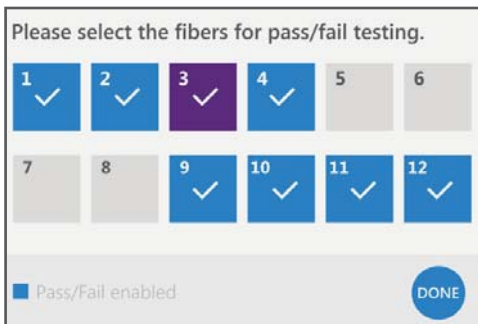 Please select the fibers for pass/fail testing.
1 2 3 4 5 6
7 8 9 10 11 12
Pass/Fail enabled
DONE